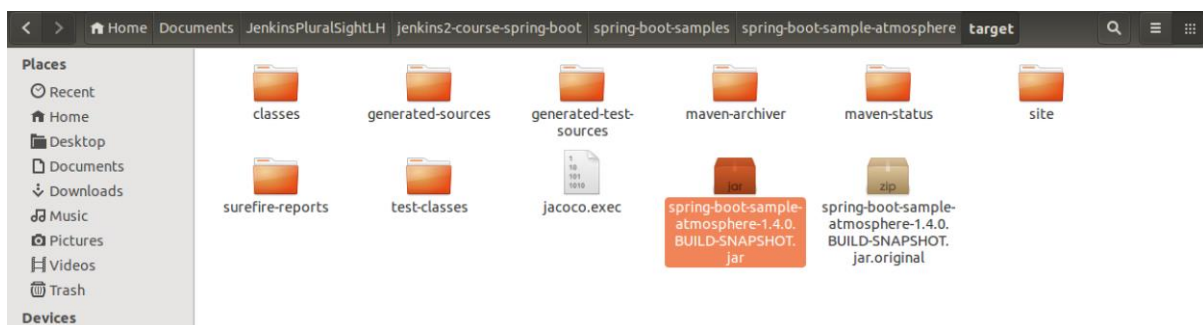 Home Documents JenkinsPluralSightLH jenkins2-course-spring-boot spring-boot-samples spring-boot-sample-atmosphere target
Places
Recent
Home
Desktop
Documents
Downloads
Music
Pictures
Videos
Trash
Devices
classes
generated-sources
generated-test-
sources
maven-archiver
maven-status
site
surefire-reports
test-classes
1
10
101
1010
jacoco.exec
jar
spring-boot-sample-
atmosphere-1.4.0.
BUILD-SNAPSHOT.
jar
zip
spring-boot-sample-
atmosphere-1.4.0.
BUILD-SNAPSHOT.
jar.original